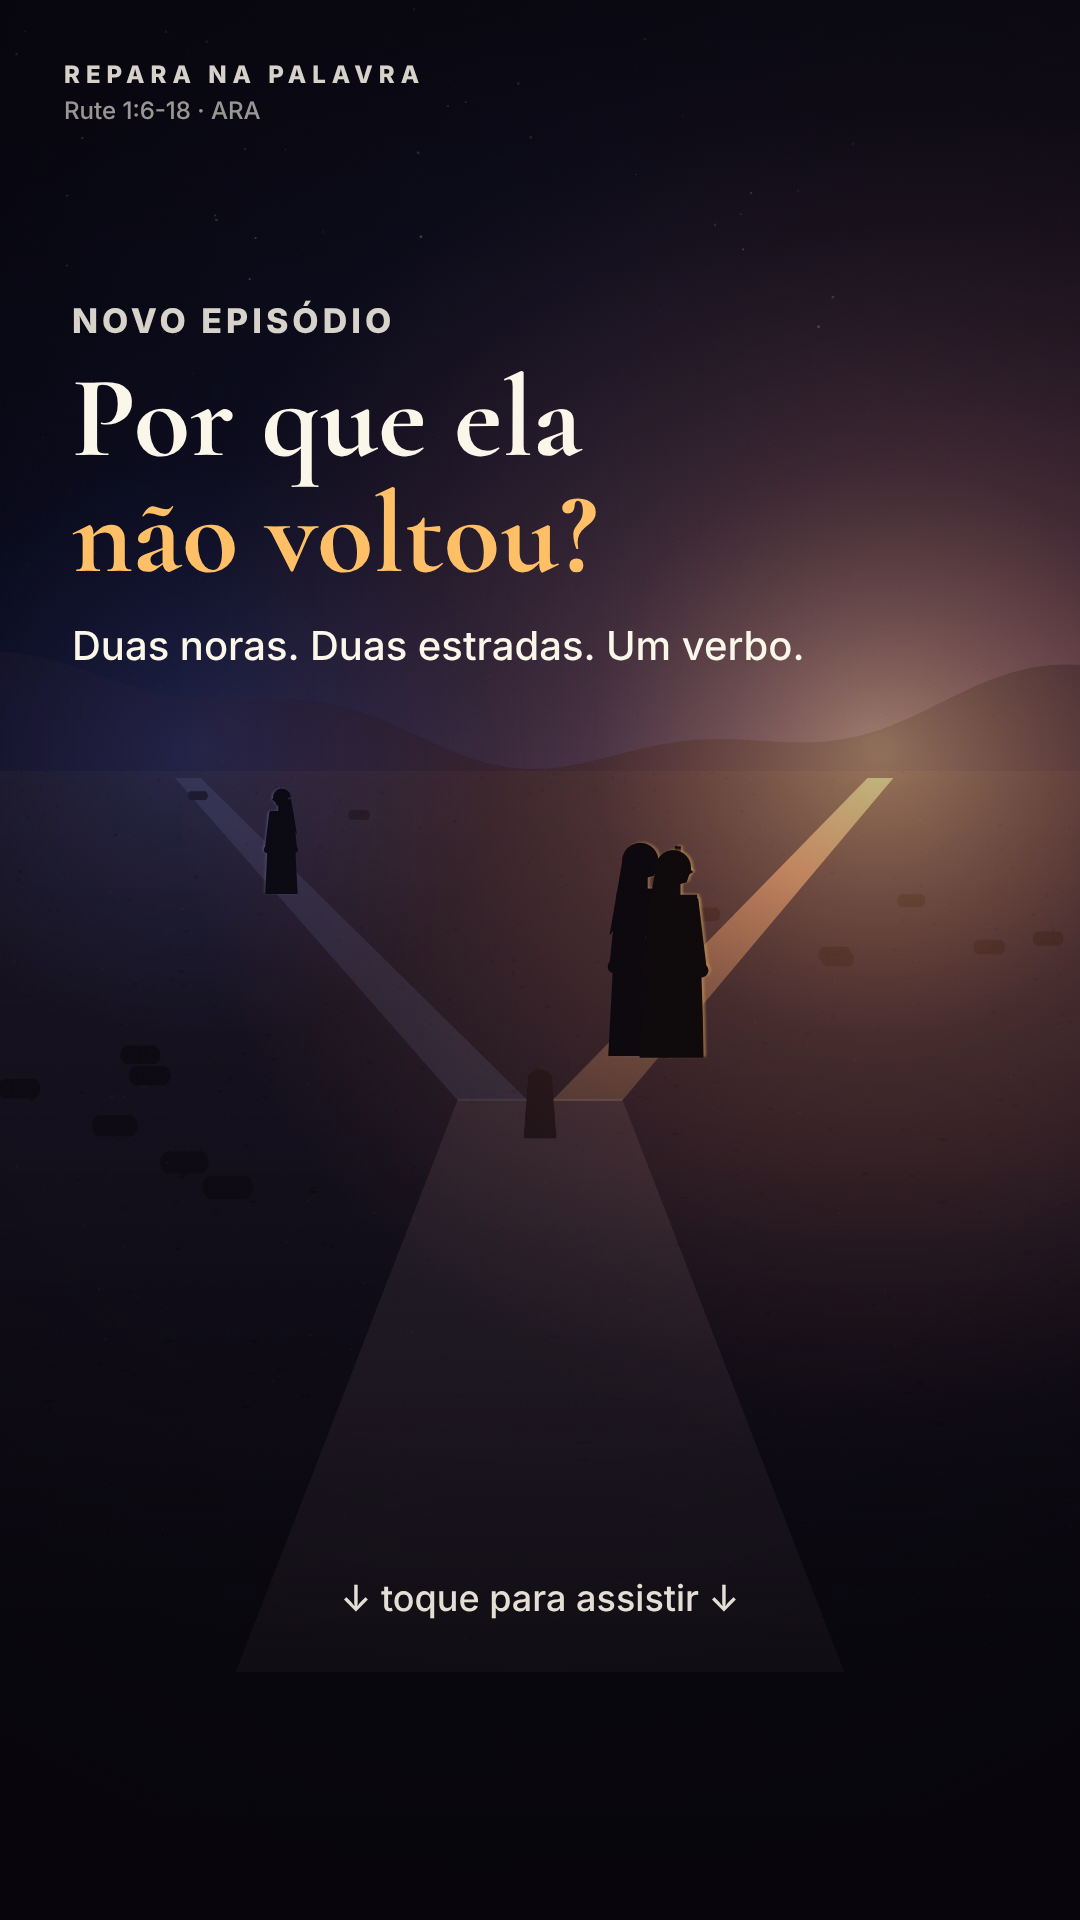 REPARA NA PALAVRA
Rute 1:6-18 · ARA
NOVO EPISÓDIO
Por que ela
não voltou?
Duas noras. Duas estradas. Um verbo.
↓ toque para assistir ↓